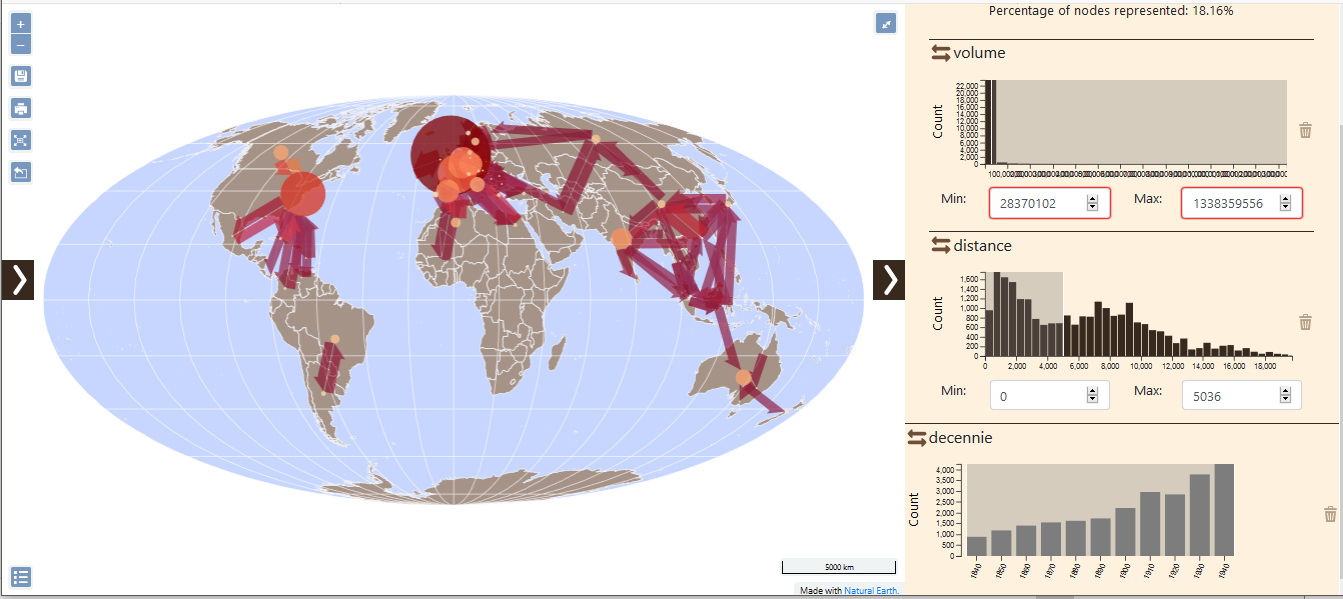 Percentage of nodes represented: 18.16%
volume
Count
22,000
20,000
18,000
16,000
14,000
12,000
10,000
8,000
6,000
4,000
2,000
0
Min:
28370102
Max:
1338359556
distance
Count
1,600
1,400
1,200
1,000
800
600
400
200
0
0 2,000 4,000 6,000 8,000 10,000 12,000 14,000 16,000 18,000
Min:
0
Max:
5036
decennie
Count
4,000
3,500
3,000
2,500
2,000
1,500
1,000
500
0
1840 1850 1860 1870 1880 1890 1900 1910 1920 1930 1940
5000 km
Made with Natural Earth.